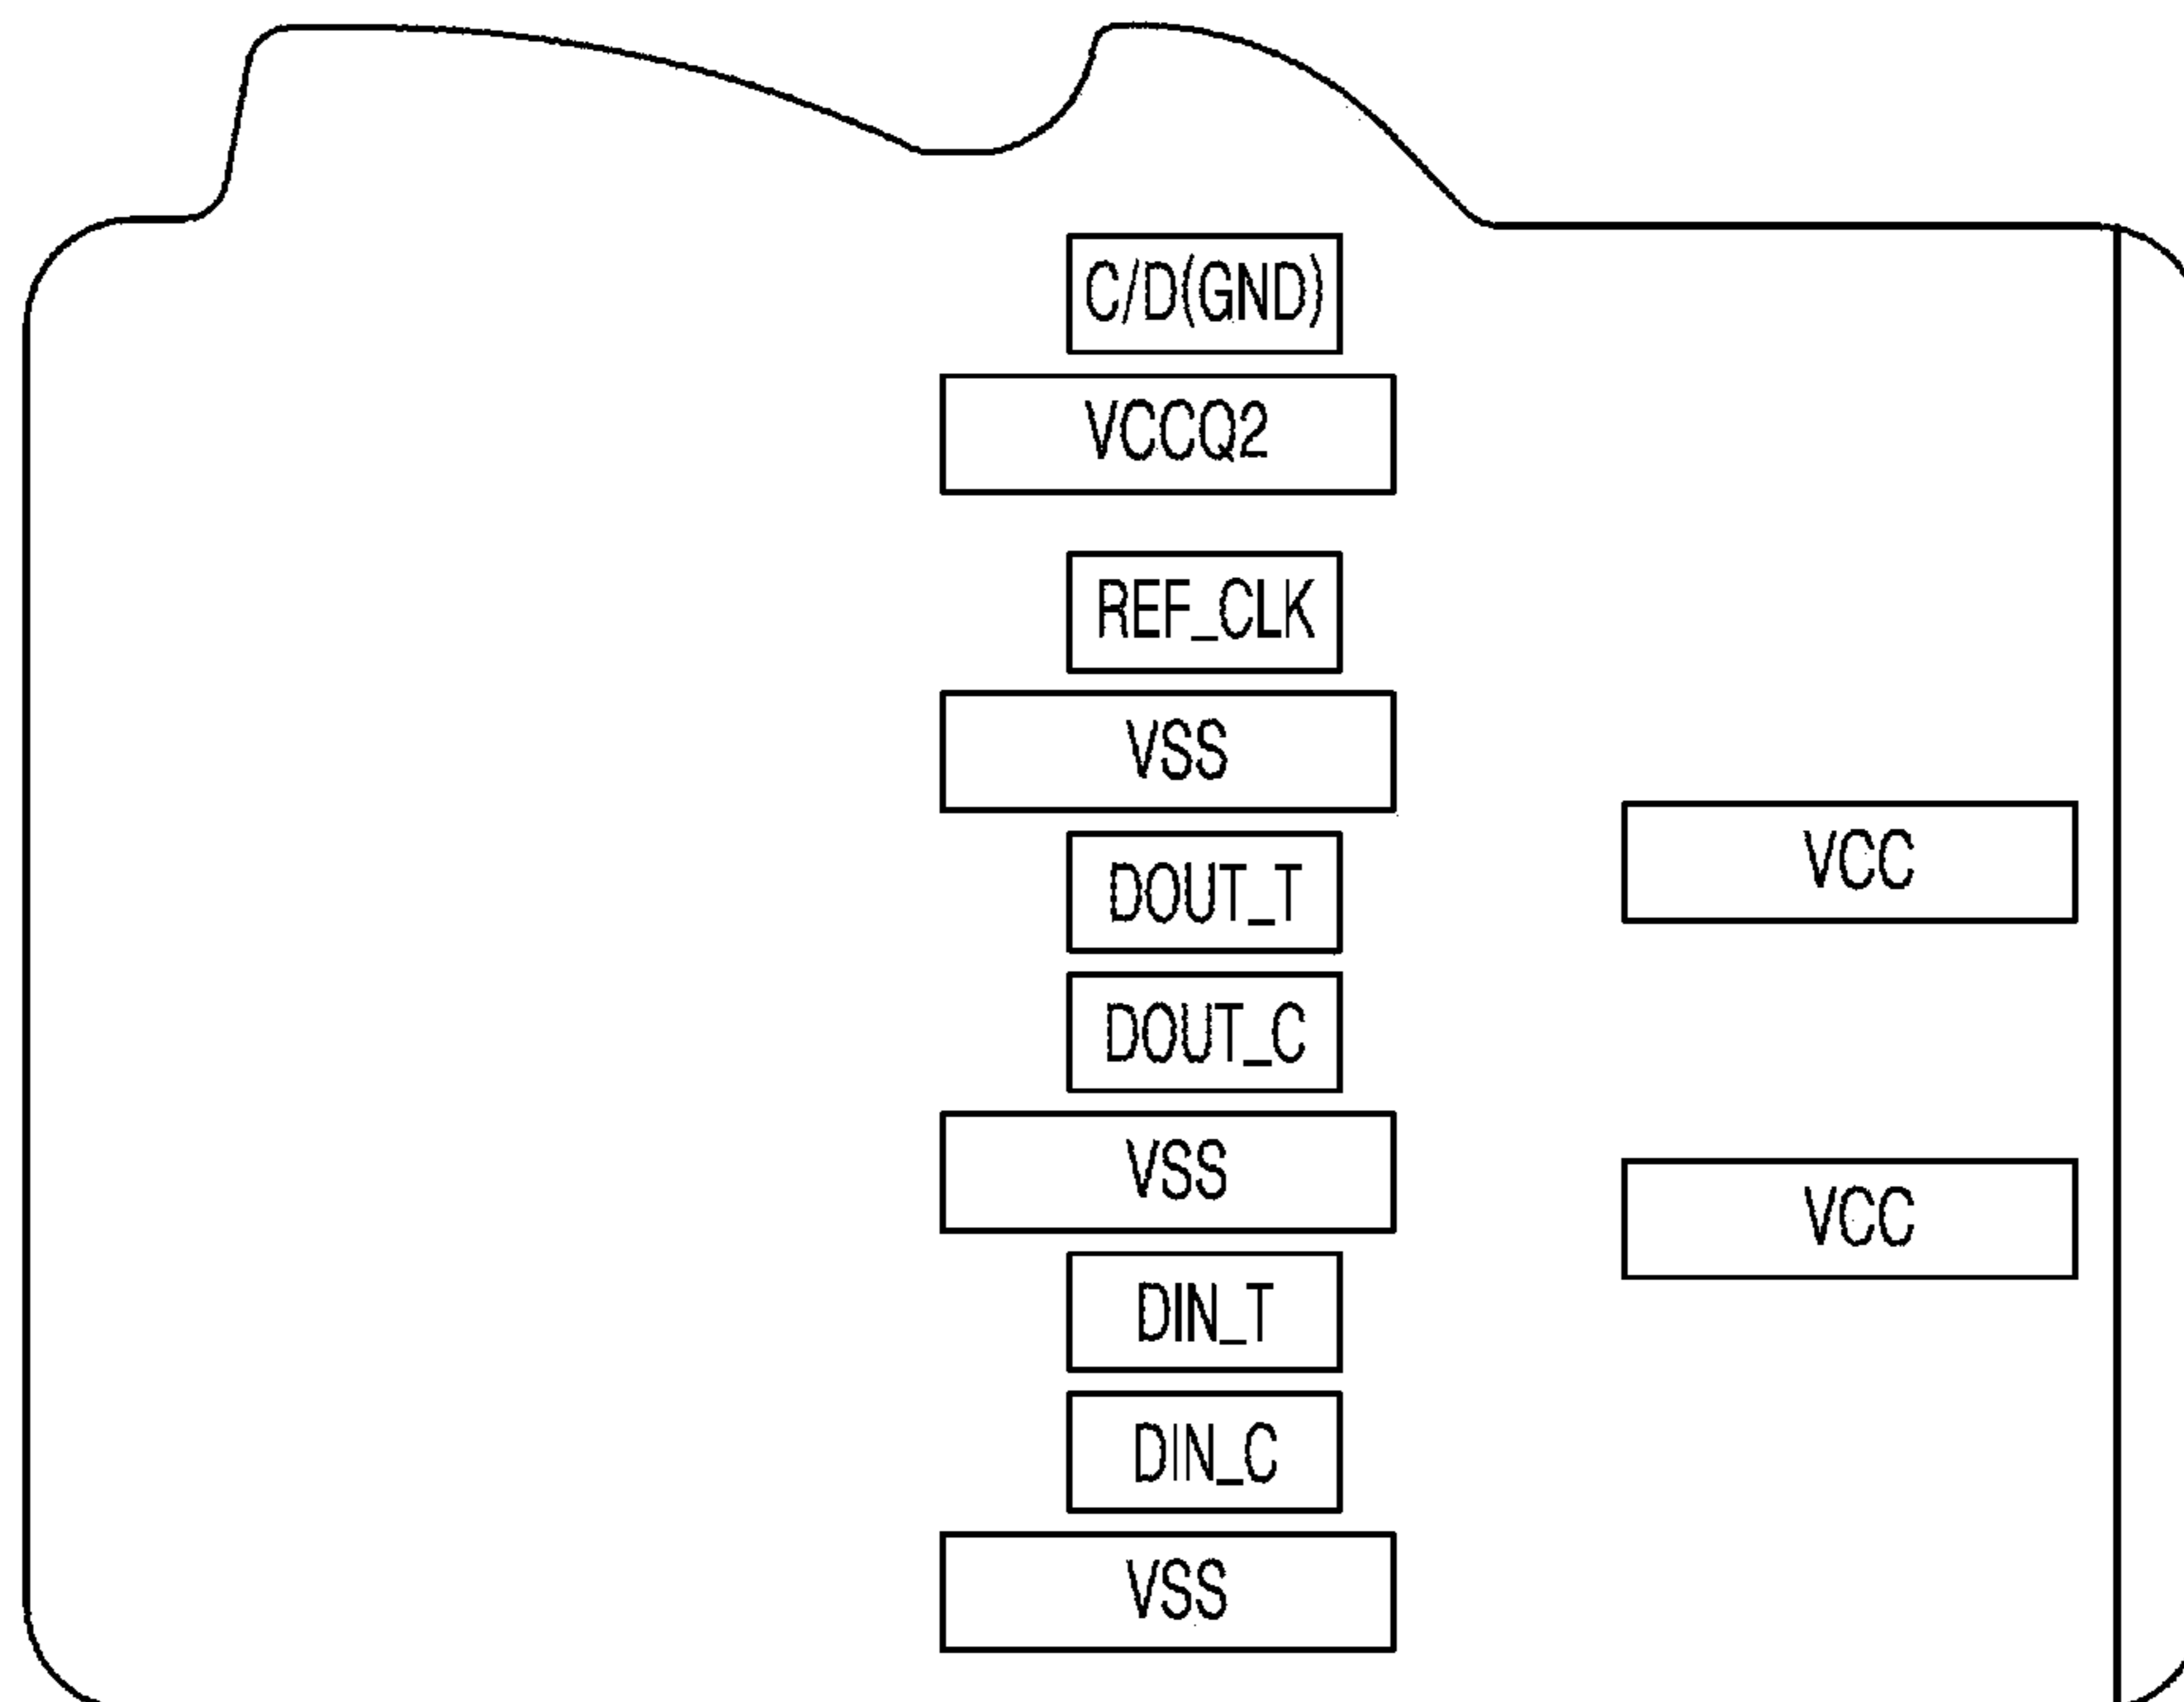 C/D(GND)
VCCQ2
REF_CLK
VSS
DOUT_T
DOUT_C
VSS
DIN_T
DIN_C
VSS
VCC
VCC